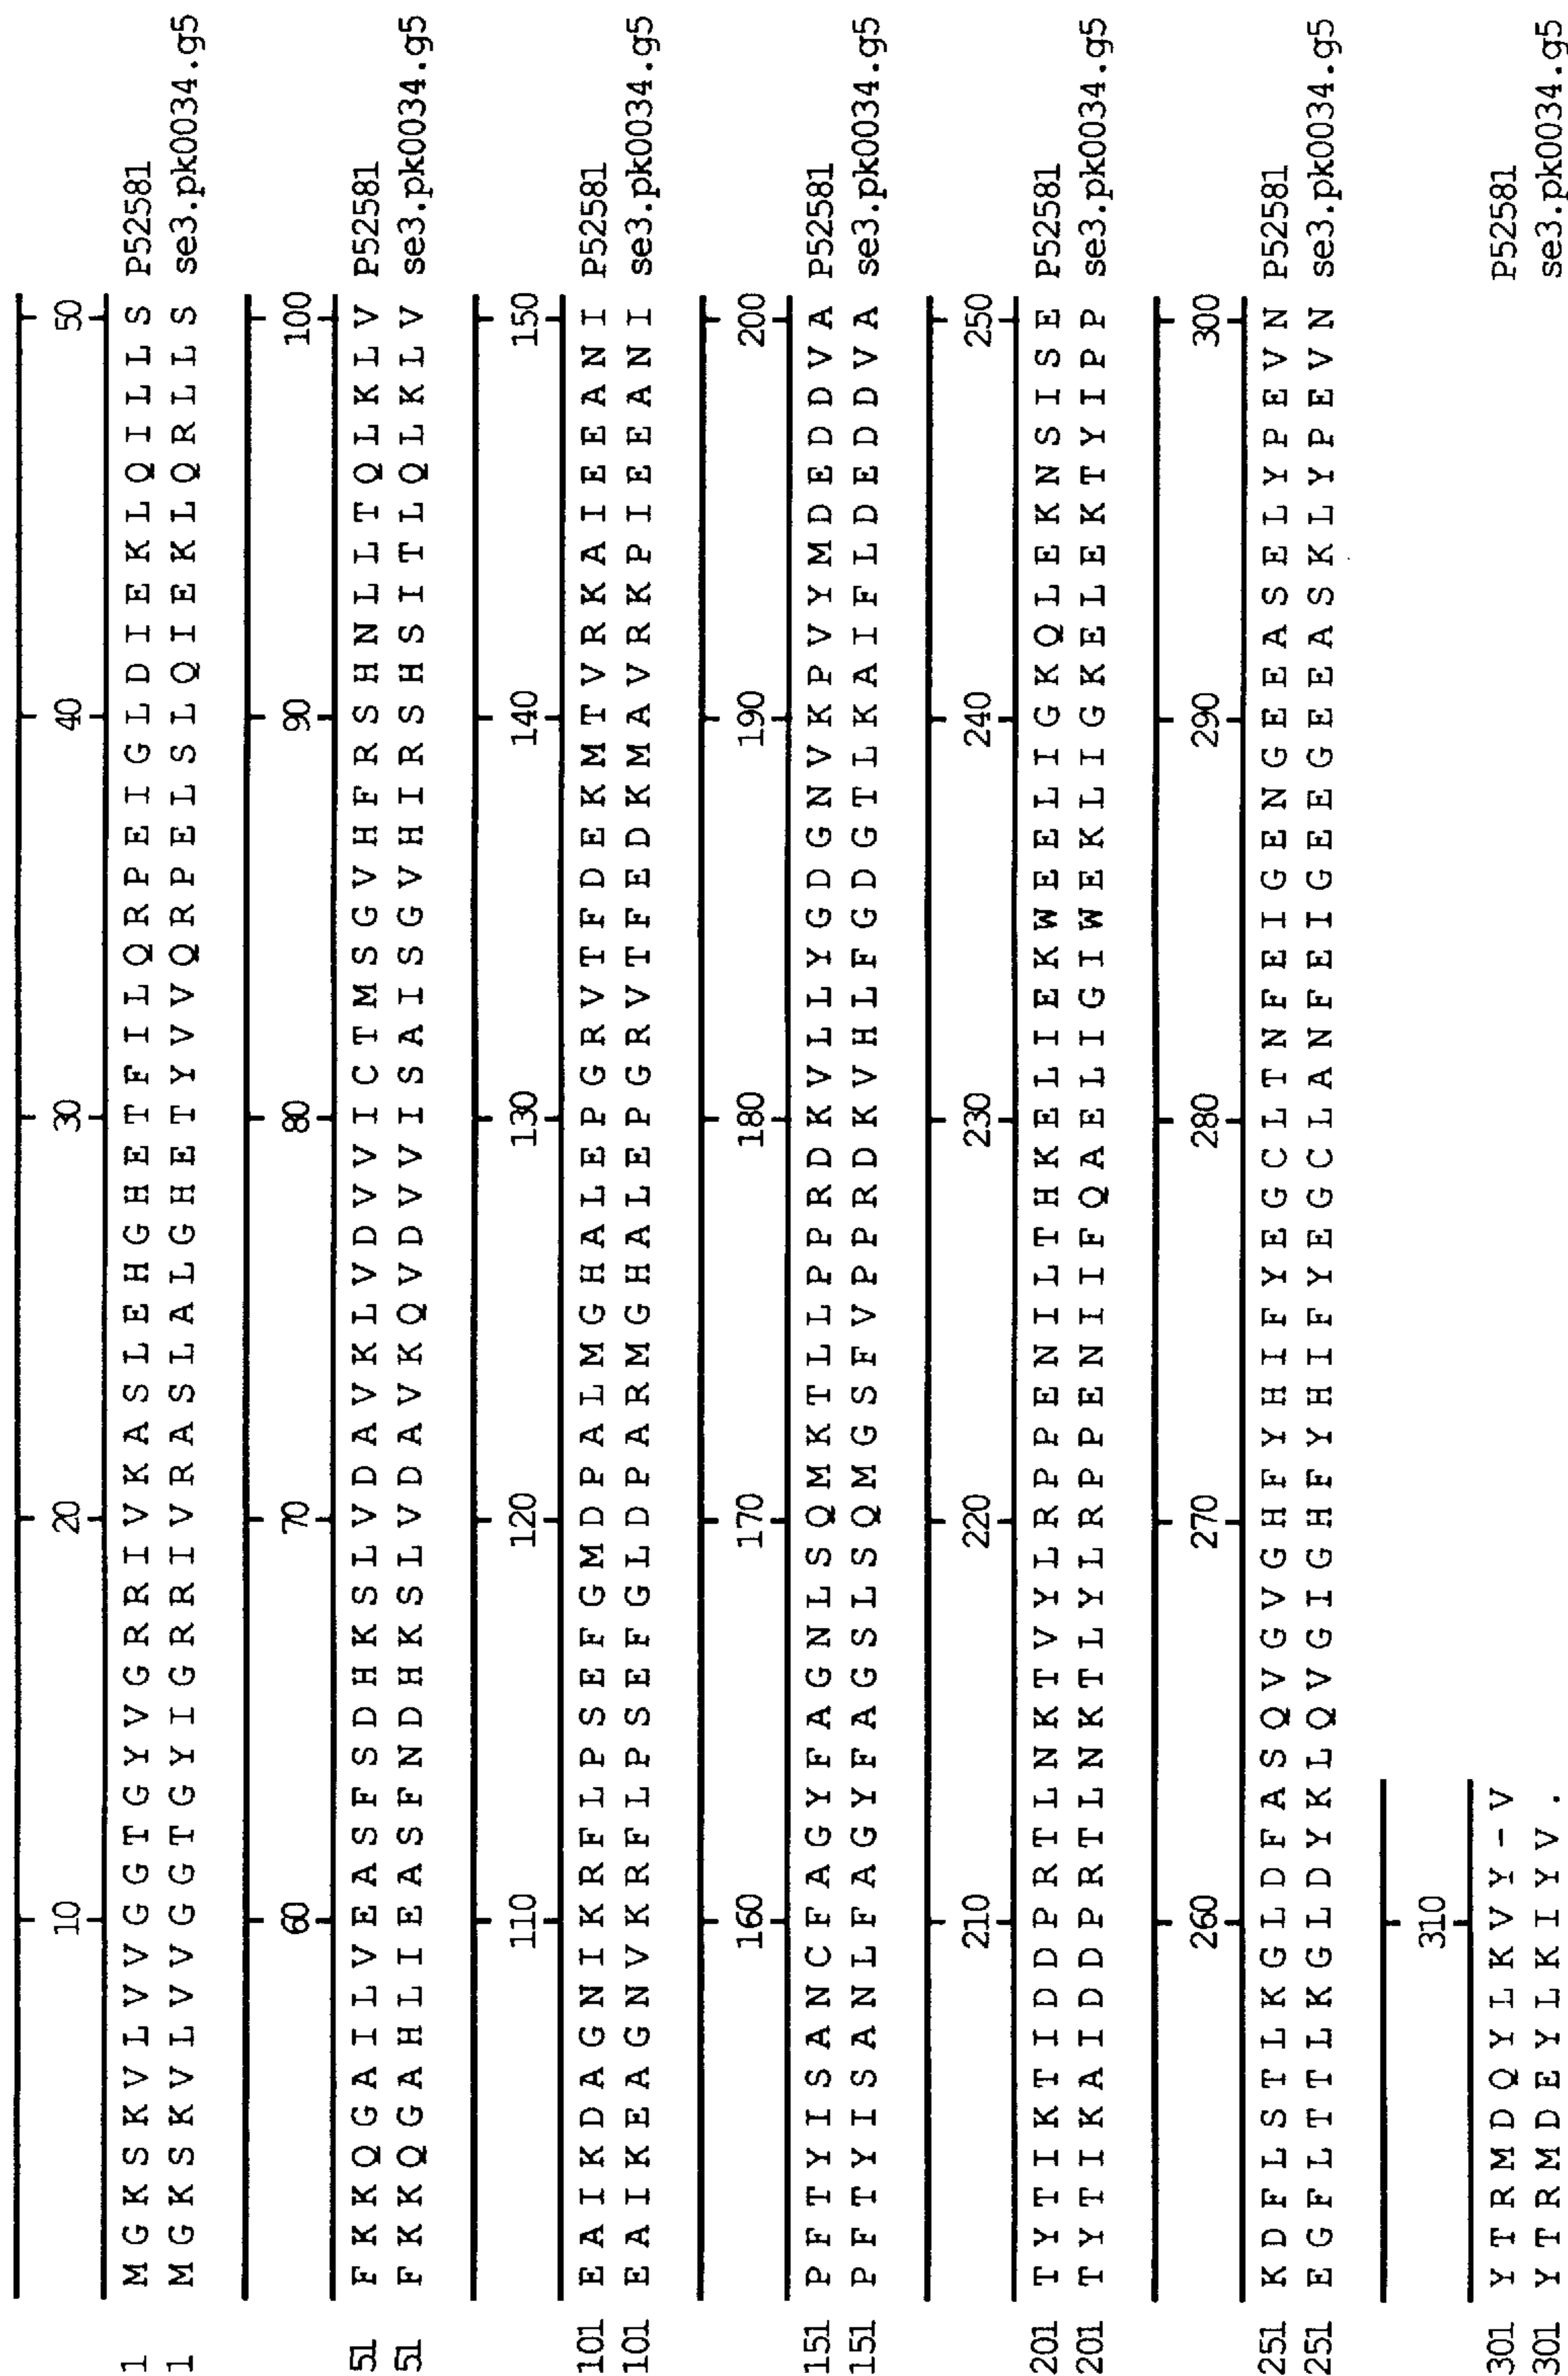 10 20 30 40 50
1 M G K S K V L V V G G T G Y V G R R I V K A S L E H G H E T F I L Q R P E I G L D I E K L Q I L L S P52581
1 M G K S K V L V V G G T G Y I G R R I V R A S L A L G H E T Y V V Q R P E L S L Q I E K L Q R L L S se3.pk0034.g5
60 70 80 90 100
51 F K K Q G A I L V E A S F S D H K S L V D A V K L V D V V I C T M S G V H F R S H N L L T Q L K L V P52581
51 F K K Q G A H L I E A S F N D H K S L V D A V K Q V D V V I S A I S G V H I R S H S I T L Q L K L V se3.pk0034.g5
110 120 130 140 150
101 E A I K D A G N I K R F L P S E F G M D P A L M G H A L E P G R V T F D E K M T V R K A I E E A N I P52581
101 E A I K E A G N V K R F L P S E F G L D P A R M G H A L E P G R V T F E D K M A V R K P I E E A N I se3.pk0034.g5
160 170 180 190 200
151 P F T Y I S A N C F A G Y F A G N L S Q M K T L L P P R D K V L L Y G D G N V K P V Y M D E D D V A P52581
151 P F T Y I S A N L F A G Y F A G S L S Q M G S F V P P R D K V H L F G D G T L K A I F L D E D D V A se3.pk0034.g5
210 220 230 240 250
201 T Y T I K T I D D P R T L N K T V Y L R P P E N I L T H K E L I E K W E E L I G K Q L E K N S I S E P52581
201 T Y T I K A I D D P R T L N K T L Y L R P P E N I I F Q A E L I G I W E K L I G K E L E K T Y I P P se3.pk0034.g5
260 270 280 290 300
251 K D F L S T L K G L D F A S Q V G V G H F Y H I F Y E G C L T N F E I G E N G E E A S E L Y P E V N P52581
251 E G F L T T L K G L D Y K L Q V G I G H F Y H I F Y E G C L A N F E I G E E G E E A S K L Y P E V N se3.pk0034.g5
310
301 Y T R M D Q Y L K V Y - V P52581
301 Y T R M D E Y L K I Y V . se3.pk0034.g5